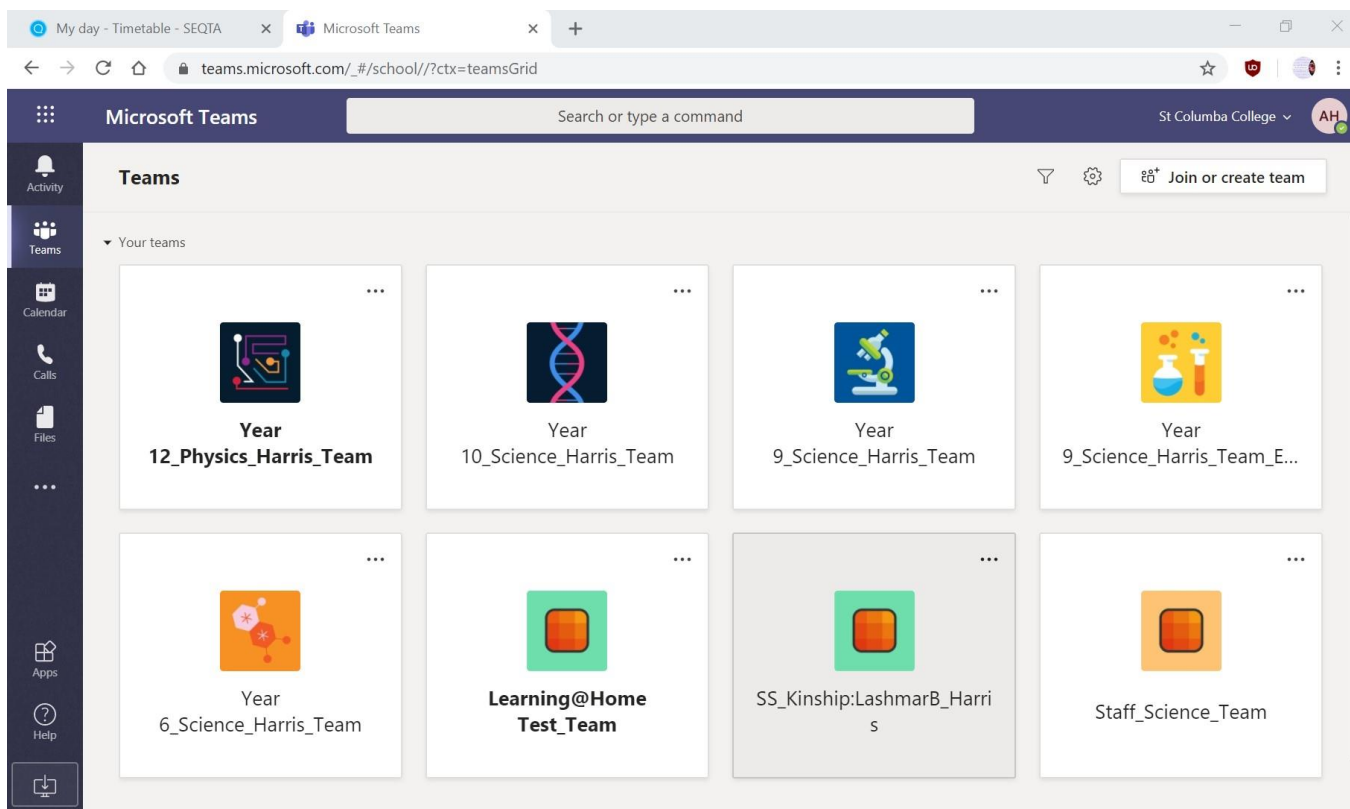 My day - Timetable - SEQTA
Microsoft Teams
teams.microsoft.com/_#/school//?ctx=teamsGrid
Microsoft Teams
Search or type a command
St Columba College
AH
Activity
Teams
Calendar
Calls
Files
Apps
Help
Teams
Join or create team
Your teams
Year
12_Physics_Harris_Team
Year
10_Science_Harris_Team
Year
9_Science_Harris_Team
Year
9_Science_Harris_Team_E...
Year
6_Science_Harris_Team
Learning@Home
Test_Team
SS_Kinship:LashmarB_Harri
s
Staff_Science_Team